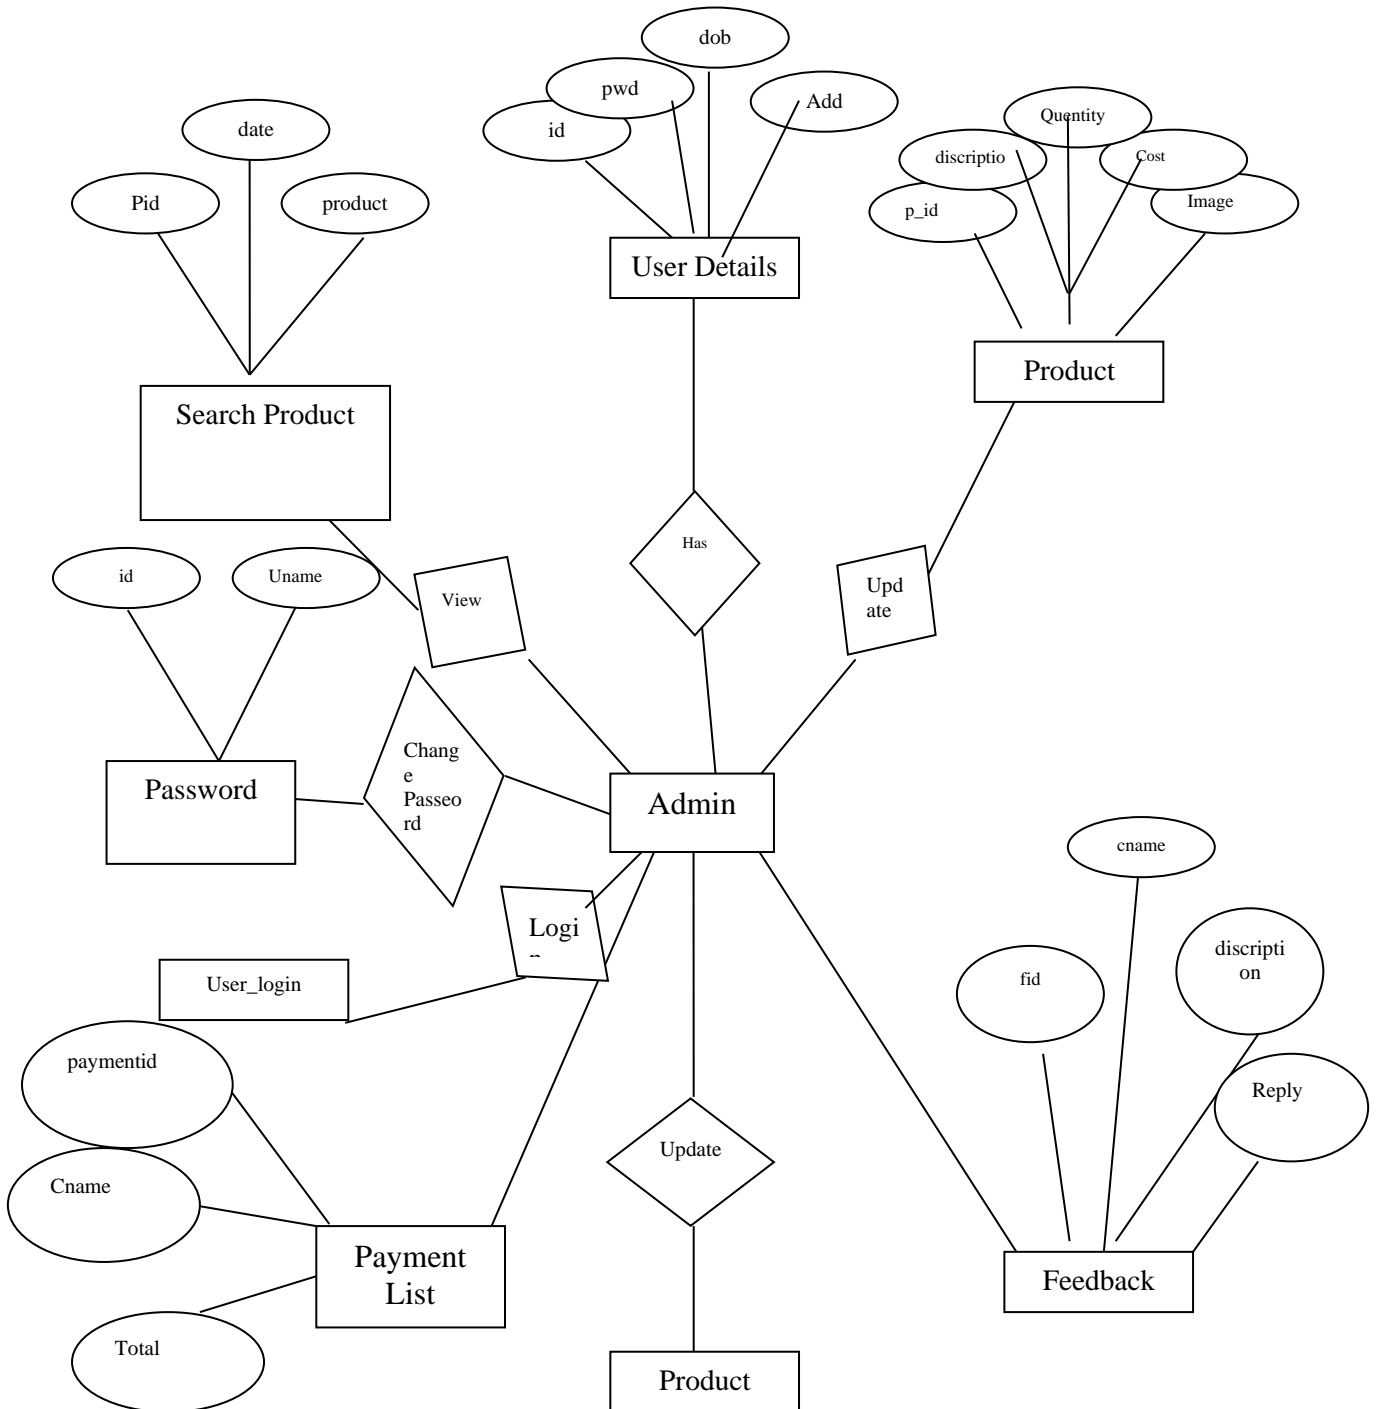 dob
pwd
Add
id
date
Pid
product
Quentity
discriptio
Cost
p_id
Image
User Details
Product
Search Product
Has
View
Upd
ate
id
Uname
Chang
e
Passeo
rd
Password
Admin
cname
Logi
n
discripti
on
fid
User_login
paymentid
Reply
Update
Cname
Payment
List
Feedback
Total
Product